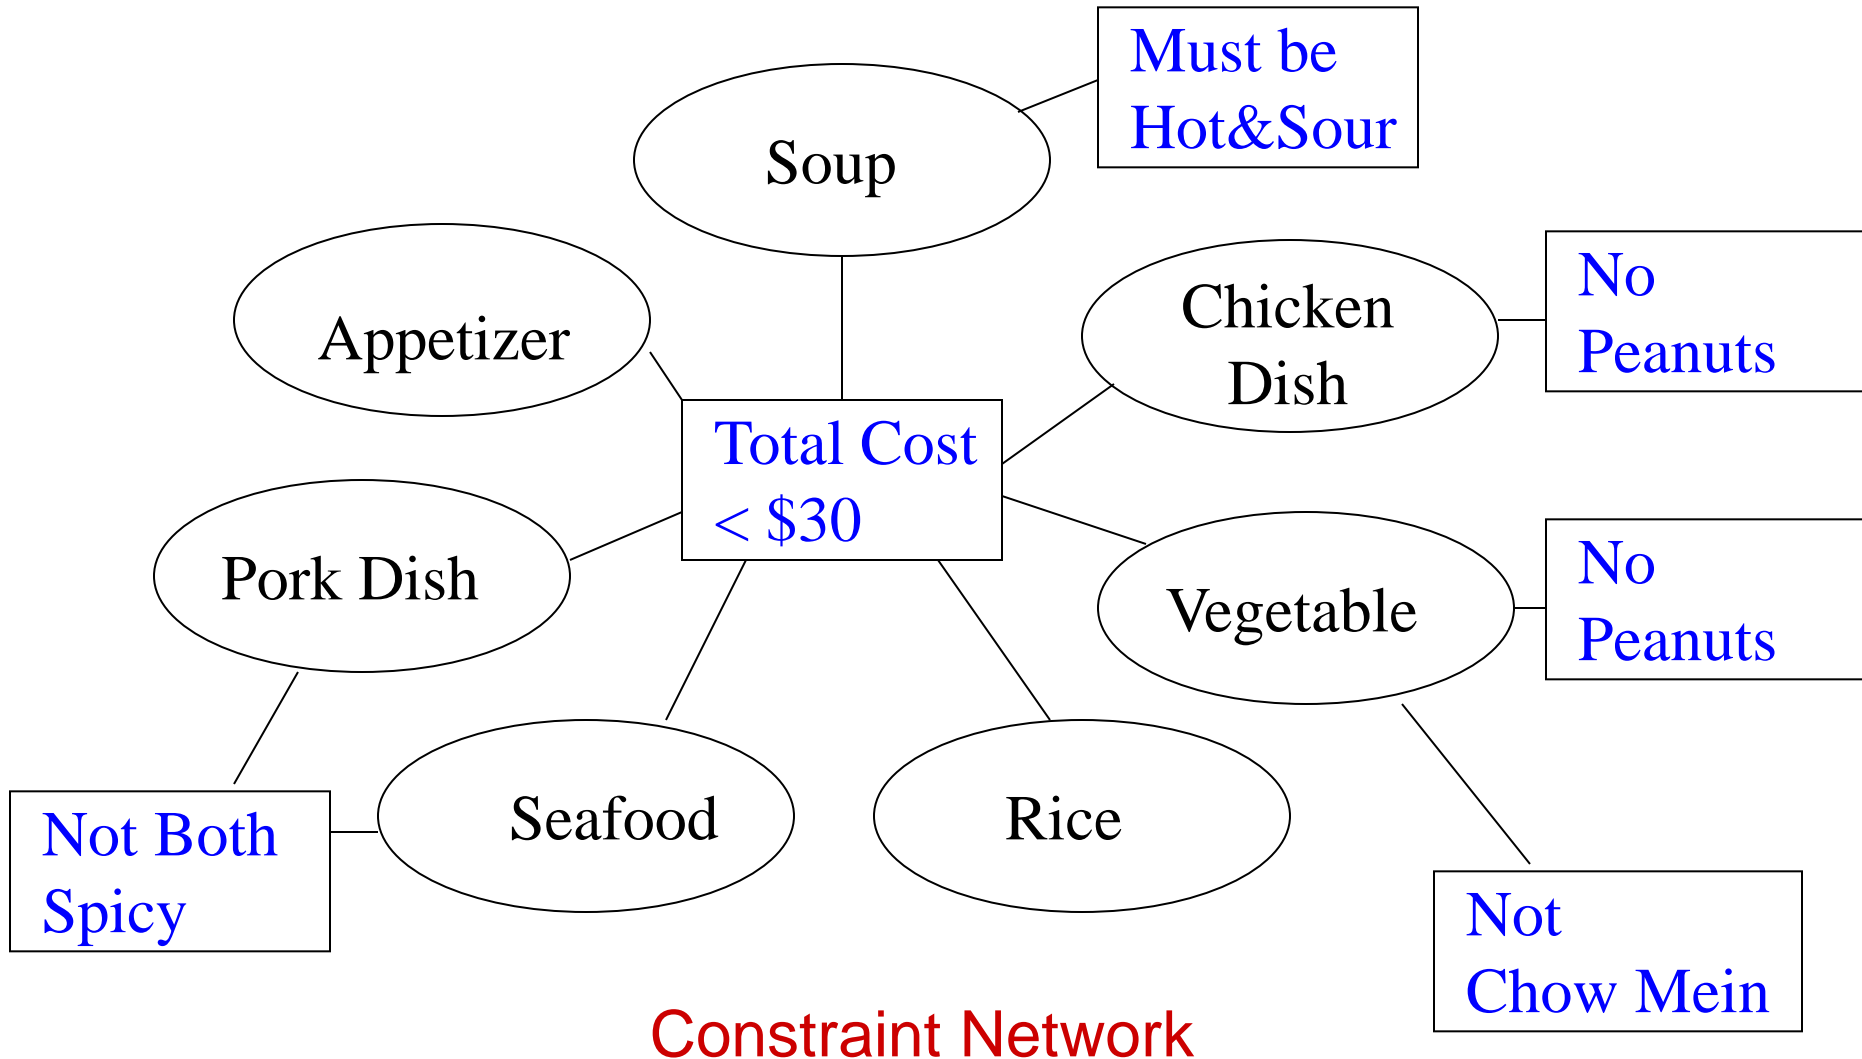 Must be
Hot&Sour
Soup
No
Peanuts
Chicken
Dish
Appetizer
Total Cost
< $30
No
Peanuts
Pork Dish
Vegetable
Not Both
Spicy
Seafood
Rice
Not
Chow Mein
Constraint Network